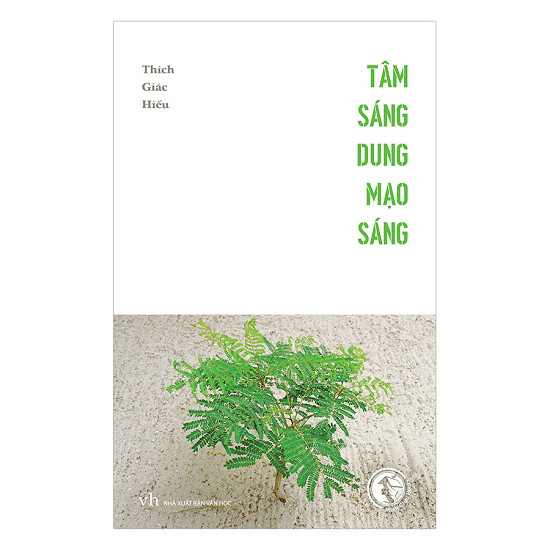 Thích
Giác
Hiếu
TÂM
SÁNG
DUNG
MẠO
SÁNG
vh NHÀ XUẤT BẢN VĂN HỌC